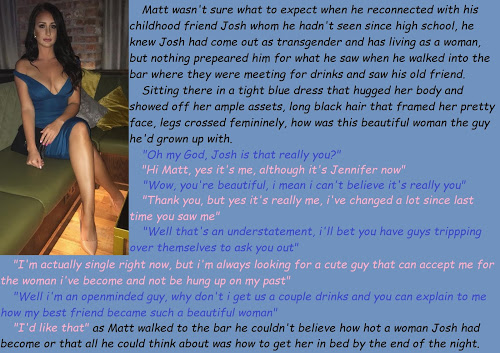 Matt wasn't sure what to expect when he reconnected with his
childhood friend Josh whom he hadn't seen since high school, he
knew Josh had come out as transgender and has living as a woman,
but nothing prepeared him for what he saw when he walked into the
bar where they were meeting for drinks and saw his old friend.
Sitting there in a tight blue dress that hugged her body and
showed off her ample assets, long black hair that framed her pretty
face, legs crossed femininely, how was this beautiful woman the guy
he'd grown up with.
"Oh my God, Josh is that really you?"
"Hi Matt, yes it's me, although it's Jennifer now"
"Wow, you're beautiful, i mean i can't believe it's really you"
"Thank you, but yes it's really me, i've changed a lot since last
time you saw me"
"Well that's an understatement, i'll bet you have guys trippping
over themselves to ask you out"
"I'm actually single right now, but i'm always looking for a cute guy that can accept me for
the woman i've become and not be hung up on my past"
"Well i'm an openminded guy, why don't i get us a couple drinks and you can explain to me
how my best friend became such a beautiful woman"
"I'd like that" as Matt walked to the bar he couldn't believe how hot a woman Josh had
become or that all he could think about was how to get her in bed by the end of the night.